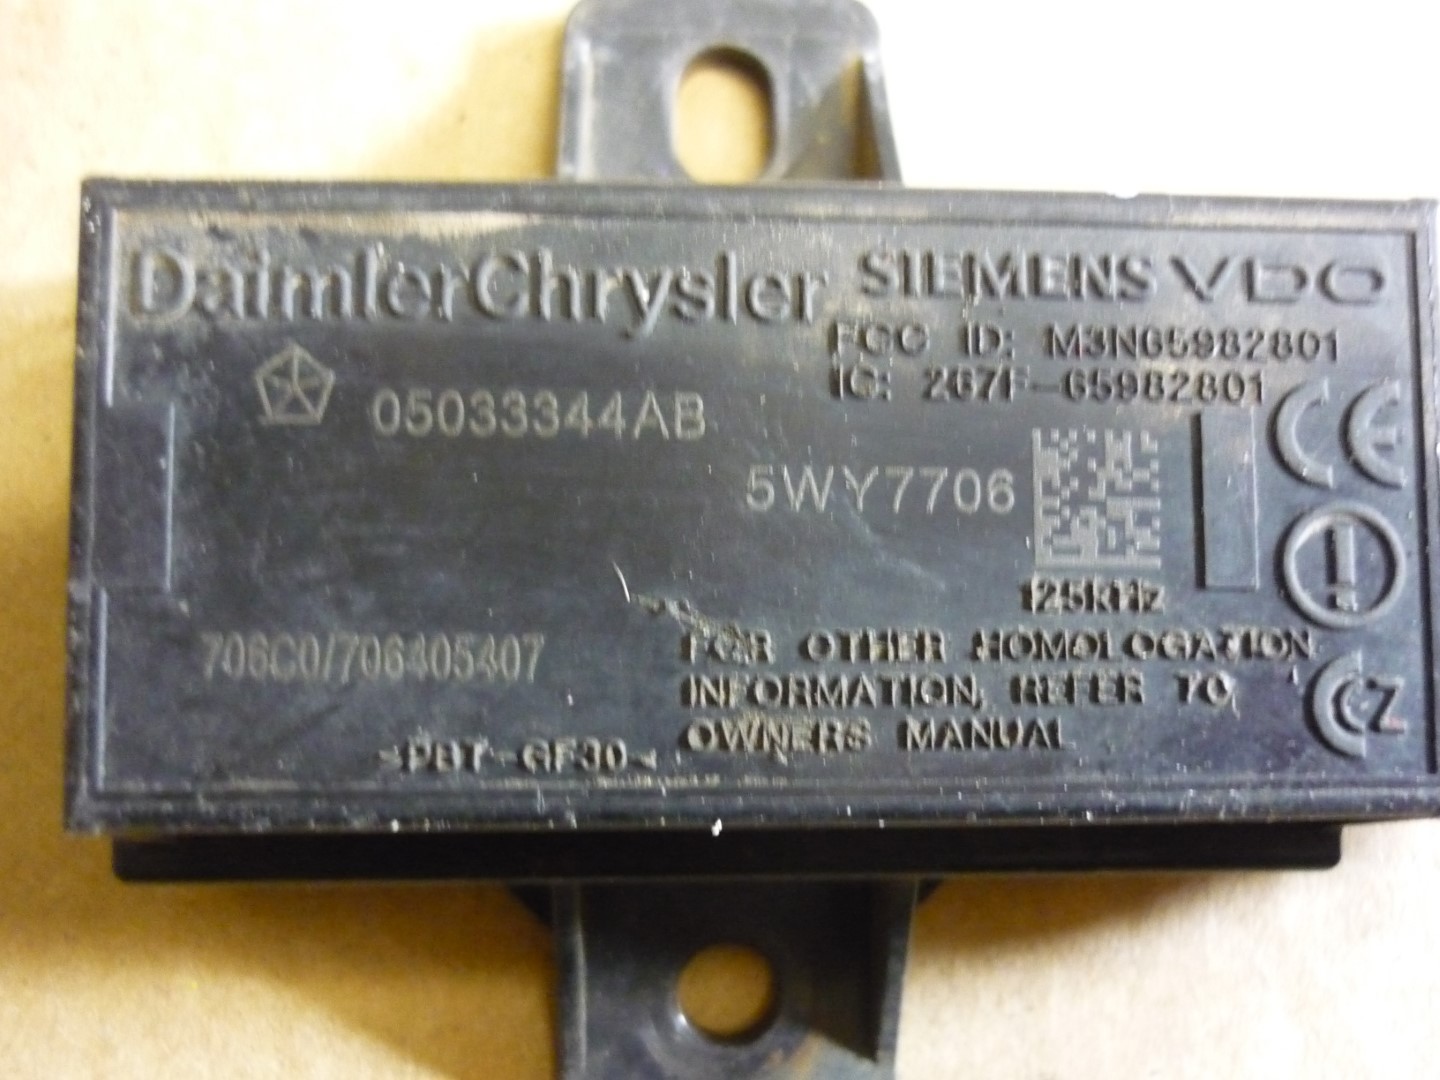 DaimlerChrysler
SIEMENS VDO
FCC ID: M3N65982801
IC: 267F-65982801
05033344AB
5WY7706
CE
125kHz
706C0/706405407
FOR OTHER HOMOLOGATION
INFORMATION, REFER TO
OWNERS MANUAL
>PBT-GF30<